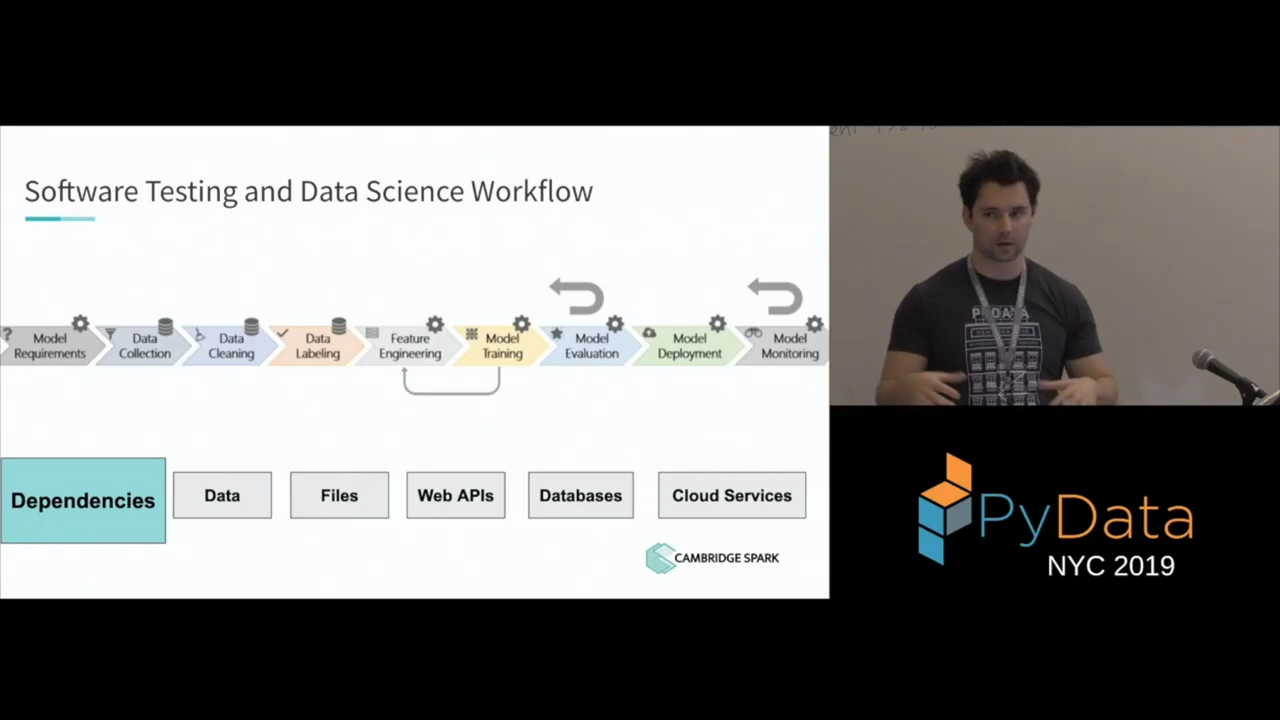 Software Testing and Data Science Workflow
Model
Requirements
Data
Collection
Data
Cleaning
Data
Labeling
Feature
Engineering
Model
Training
Model
Evaluation
Model
Deployment
Model
Monitoring
Dependencies
Data
Files
Web APIs
Databases
Cloud Services
CAMBRIDGE SPARK
PYDATA
PyData
NYC 2019